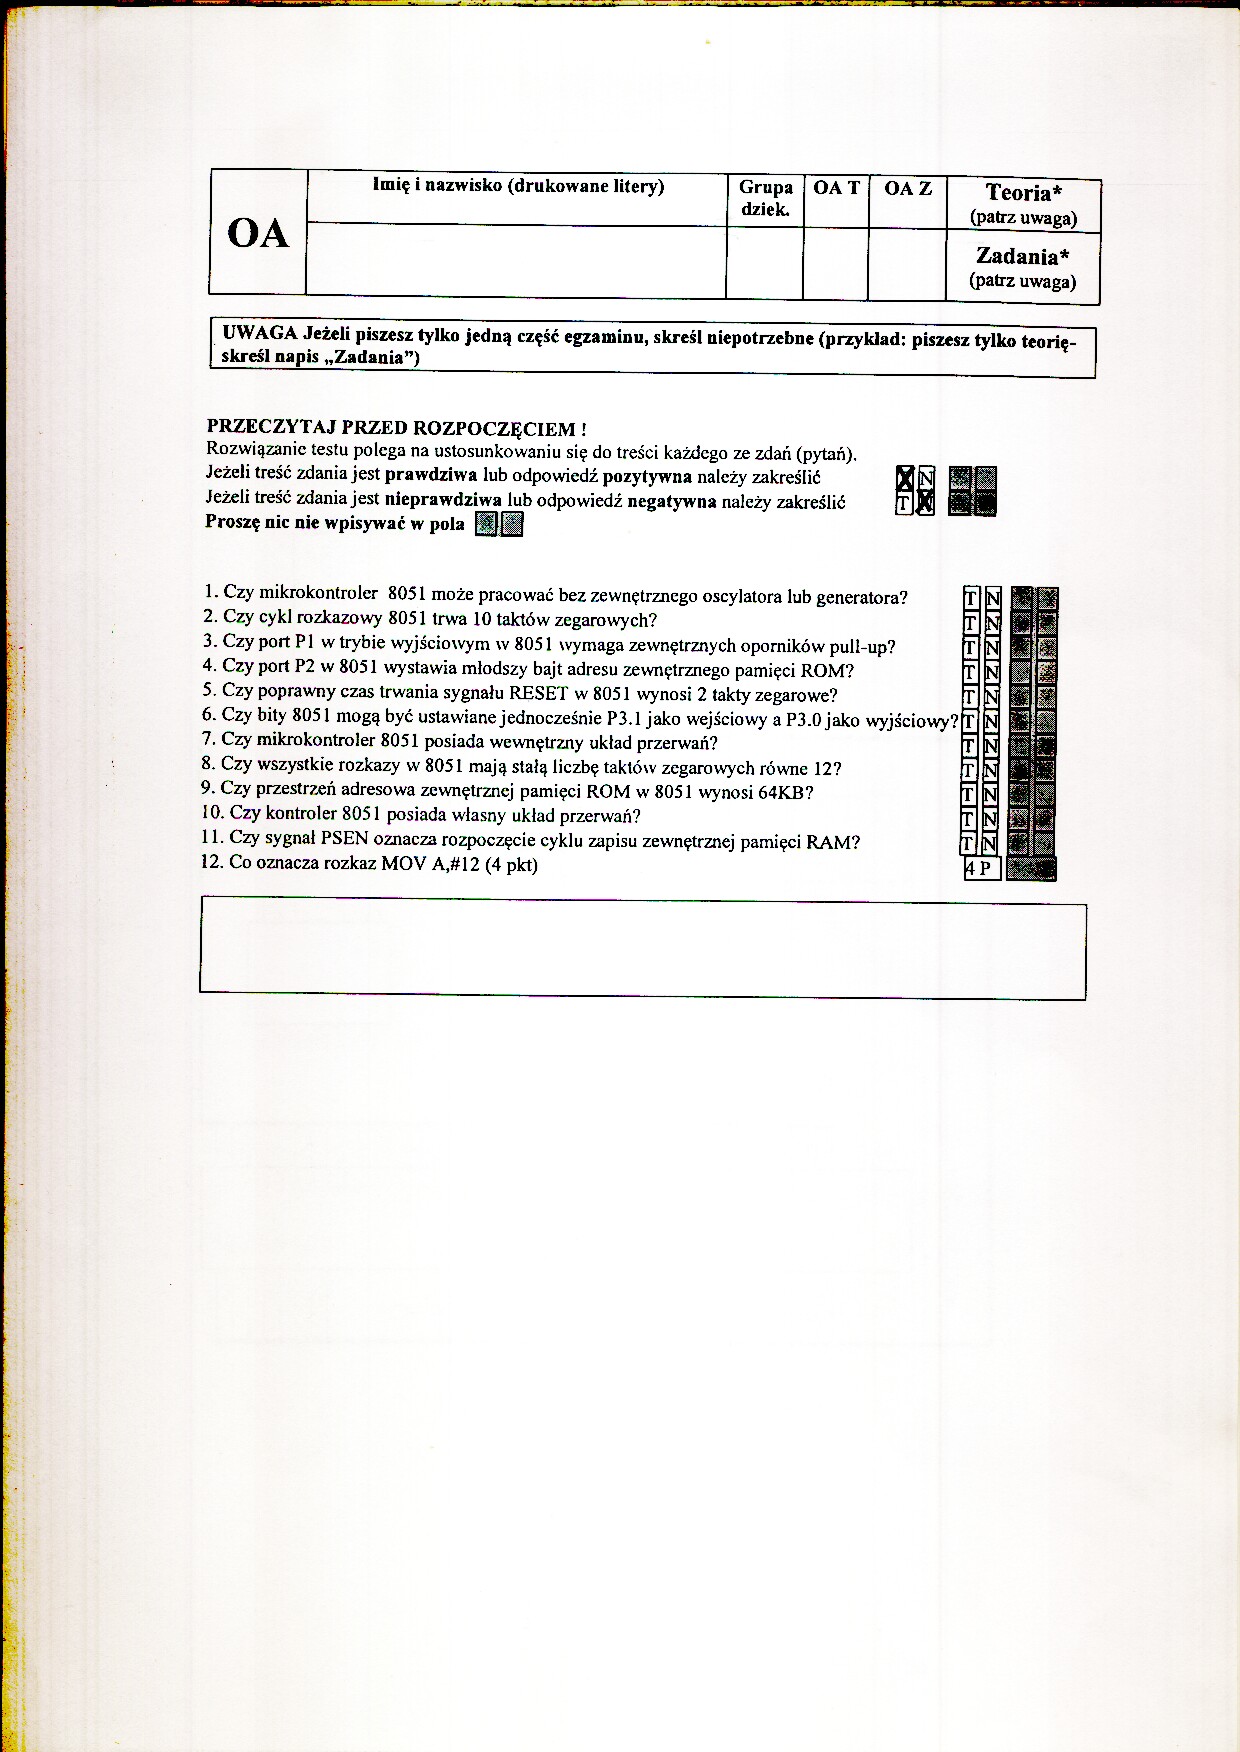 OA
Imię i nazwisko (drukowane litery)
Grupa dziek.
OA T
OA Z
Teoria*
(patrz uwaga)
Zadania*
(patrz uwaga)
UWAGA Jeżeli piszesz tylko jedną część egzaminu, skreśl niepotrzebne (przykład: piszesz tylko teorię-
skreśl napis „Zadania”)
PRZECZYTAJ PRZED ROZPOCZĘCIEM !
Rozwiązanie testu polega na ustosunkowaniu się do treści każdego ze zdań (pytań).
Jeżeli treść zdania jest prawdziwa lub odpowiedź pozytywna należy zakreślić N
Jeżeli treść zdania jest nieprawdziwa lub odpowiedź negatywna należy zakreślić T
Proszę nic nie wpisywać w pola
1. Czy mikrokontroler 8051 może pracować bez zewnętrznego oscylatora lub generatora? T N
2. Czy cykl rozkazowy 8051 trwa 10 taktów zegarowych? T N
3. Czy port P1 w trybie wyjściowym w 8051 wymaga zewnętrznych oporników pull-up? T N
4. Czy port P2 w 8051 wystawia młodszy bajt adresu zewnętrznego pamięci ROM? T N
5. Czy poprawny czas trwania sygnału RESET w 8051 wynosi 2 takty zegarowe? T N
6. Czy bity 8051 mogą być ustawiane jednocześnie P3.1 jako wejściowy a P3.0 jako wyjściowy? T N
7. Czy mikrokontroler 8051 posiada wewnętrzny układ przerwań? T N
8. Czy wszystkie rozkazy w 8051 mają stałą liczbę taktów zegarowych równe 12? T N
9. Czy przestrzeń adresowa zewnętrznej pamięci ROM w 8051 wynosi 64KB? T N
10. Czy kontroler 8051 posiada własny układ przerwań? T N
11. Czy sygnał PSEN oznacza rozpoczęcie cyklu zapisu zewnętrznej pamięci RAM? T N
12. Co oznacza rozkaz MOV A,#12 (4 pkt) 4 P